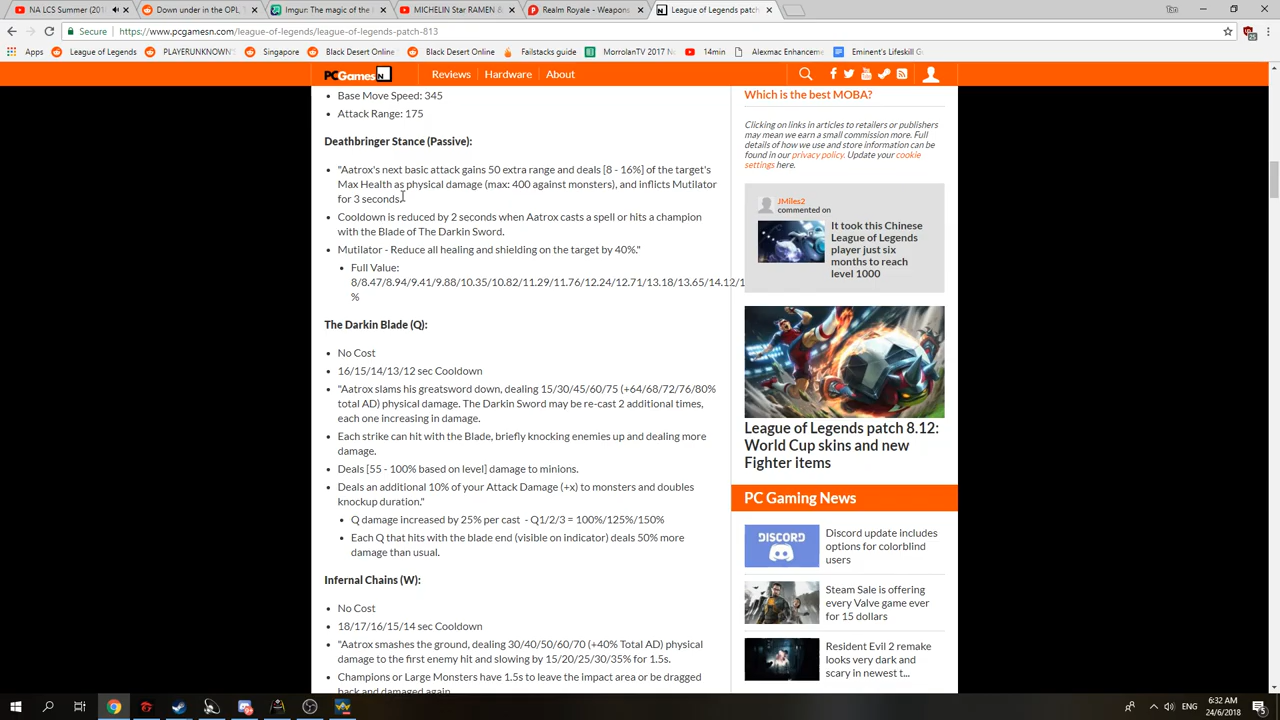 NA LCS Summer (201
Down under in the OPL, T
Imgur: The magic of the I
MICHELIN Star RAMEN &
Realm Royale - Weapons
League of Legends patch
Secure
https://www.pcgamesn.com/league-of-legends/league-of-legends-patch-813
Apps
League of Legends
PLAYERUNKNOWN'S
Singapore
Black Desert Online
Black Desert Online
Failstacks guide
MorrolanTV 2017 N
14min
Alexmac Enhanceme
Eminent's Lifeskill G
PCGamesN
Reviews
Hardware
About
Base Move Speed: 345
Attack Range: 175
Deathbringer Stance (Passive):
"Aatrox's next basic attack gains 50 extra range and deals [8 - 16%] of the target's
Max Health as physical damage (max: 400 against monsters), and inflicts Mutilator
for 3 seconds.
Cooldown is reduced by 2 seconds when Aatrox casts a spell or hits a champion
with the Blade of The Darkin Sword.
Mutilator - Reduce all healing and shielding on the target by 40%."
Full Value:
8/8.47/8.94/9.41/9.88/10.35/10.82/11.29/11.76/12.24/12.71/13.18/13.65/14.12/1
%
The Darkin Blade (Q):
No Cost
16/15/14/13/12 sec Cooldown
"Aatrox slams his greatsword down, dealing 15/30/45/60/75 (+64/68/72/76/80%
total AD) physical damage. The Darkin Sword may be re-cast 2 additional times,
each one increasing in damage.
Each strike can hit with the Blade, briefly knocking enemies up and dealing more
damage.
Deals [55 - 100% based on level] damage to minions.
Deals an additional 10% of your Attack Damage (+x) to monsters and doubles
knockup duration."
Q damage increased by 25% per cast - Q1/2/3 = 100%/125%/150%
Each Q that hits with the blade end (visible on indicator) deals 50% more
damage than usual.
Infernal Chains (W):
No Cost
18/17/16/15/14 sec Cooldown
"Aatrox smashes the ground, dealing 30/40/50/60/70 (+40% Total AD) physical
damage to the first enemy hit and slowing by 15/20/25/30/35% for 1.5s.
Champions or Large Monsters have 1.5s to leave the impact area or be dragged
back and damaged again.
Which is the best MOBA?
Clicking on links in articles to retailers or publishers
may mean we earn a small commission more. Full
details of how we use and store information can be
found in our privacy policy. Update your cookie
settings here.
JMiles2
commented on
It took this Chinese
League of Legends
player just six
months to reach
level 1000
League of Legends patch 8.12:
World Cup skins and new
Fighter items
PC Gaming News
DISCORD
Discord update includes
options for colorblind
users
Steam Sale is offering
every Valve game ever
for 15 dollars
Resident Evil 2 remake
looks very dark and
scary in newest t...
6:32 AM
24/6/2018